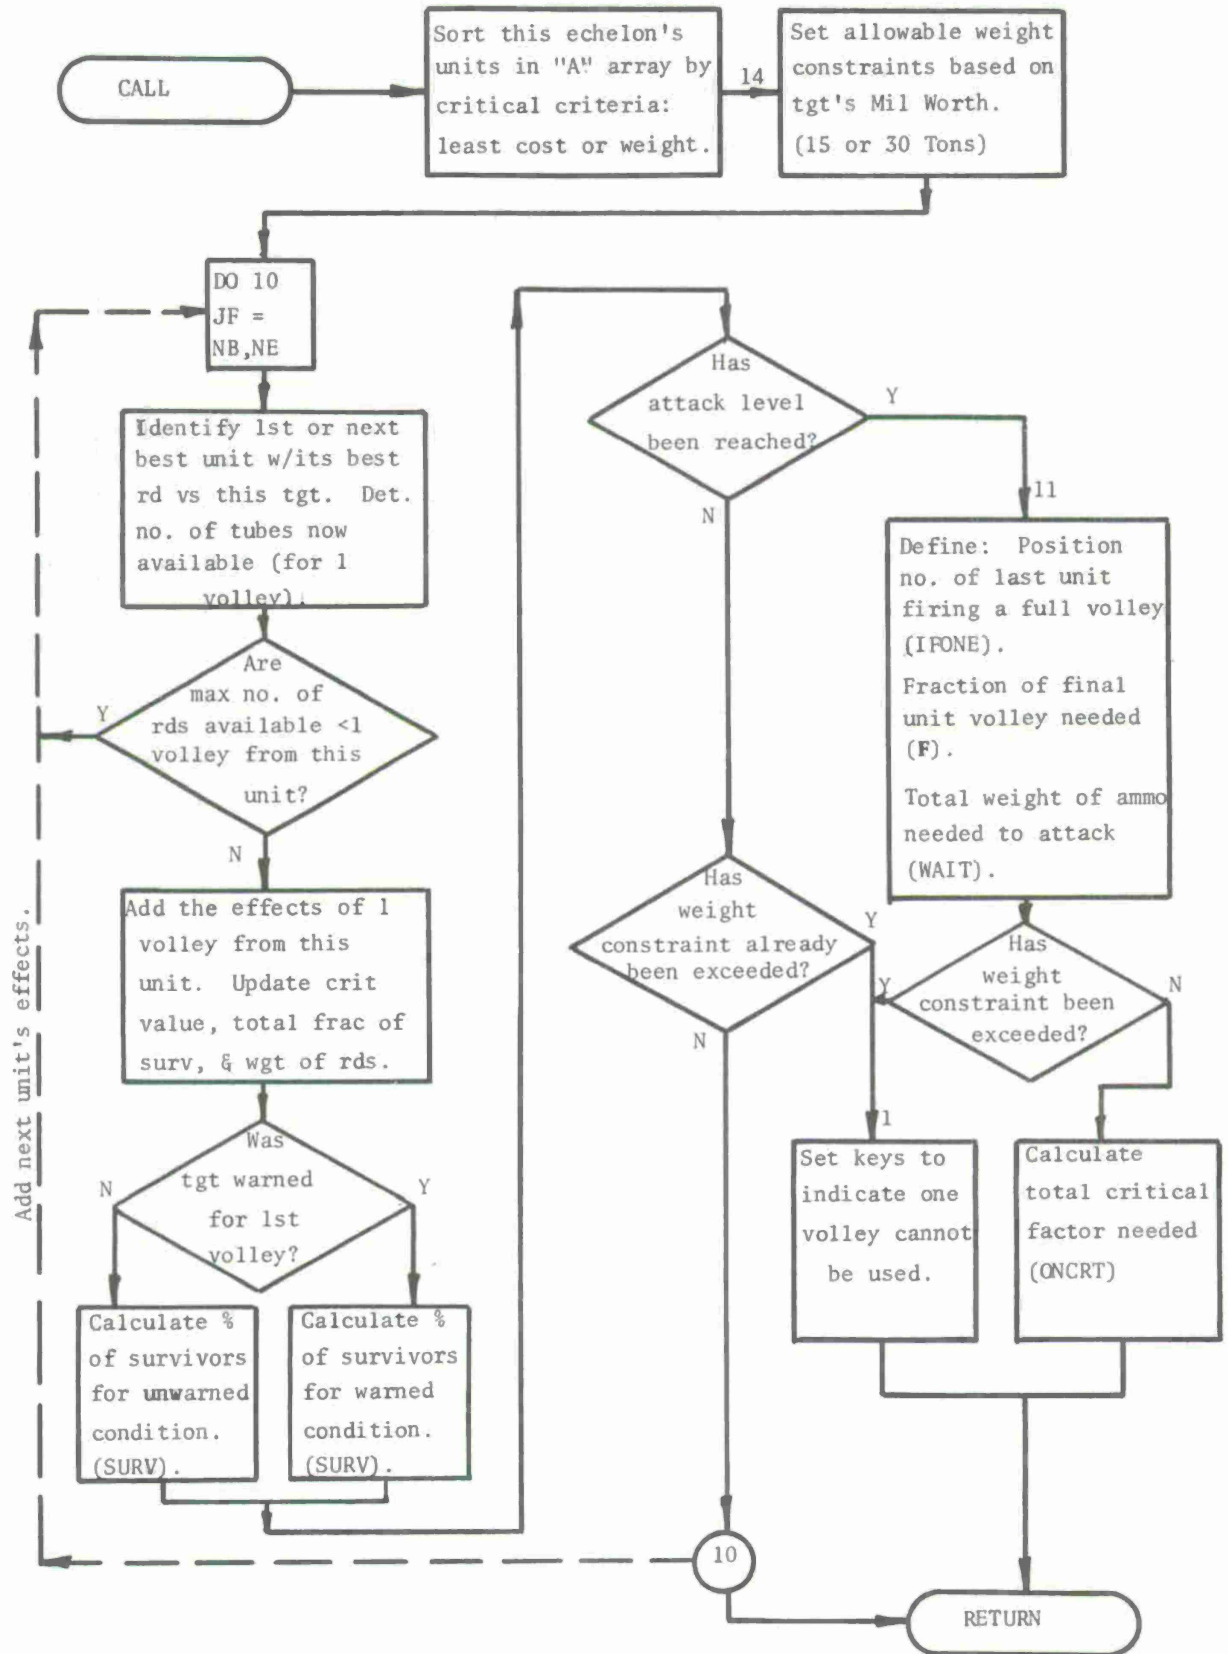 CALL
Sort this echelon's
units in "A" array by
critical criteria:
least cost or weight.
14
Set allowable weight
constraints based on
tgt's Mil Worth.
(15 or 30 Tons)
DO 10
JF =
NB,NE
Identify 1st or next
best unit w/its best
rd vs this tgt. Det.
no. of tubes now
available (for 1
volley).
Are
max no. of
rds available <1
volley from this
unit?
Y
N
Add the effects of 1
volley from this
unit. Update crit
value, total frac of
surv, & wgt of rds.
Was
tgt warned
for 1st
volley?
N
Y
Calculate %
of survivors
for unwarned
condition.
(SURV).
Calculate %
of survivors
for warned
condition.
(SURV).
Add next unit's effects.
Has
attack level
been reached?
Y
N
11
Define: Position
no. of last unit
firing a full volley
(IFONE).
Fraction of final
unit volley needed
(F).
Total weight of ammo
needed to attack
(WAIT).
Has
weight
constraint already
been exceeded?
Y
N
Has
weight
constraint been
exceeded?
Y
N
1
Set keys to
indicate one
volley cannot
be used.
Calculate
total critical
factor needed
(ONCRT)
10
RETURN